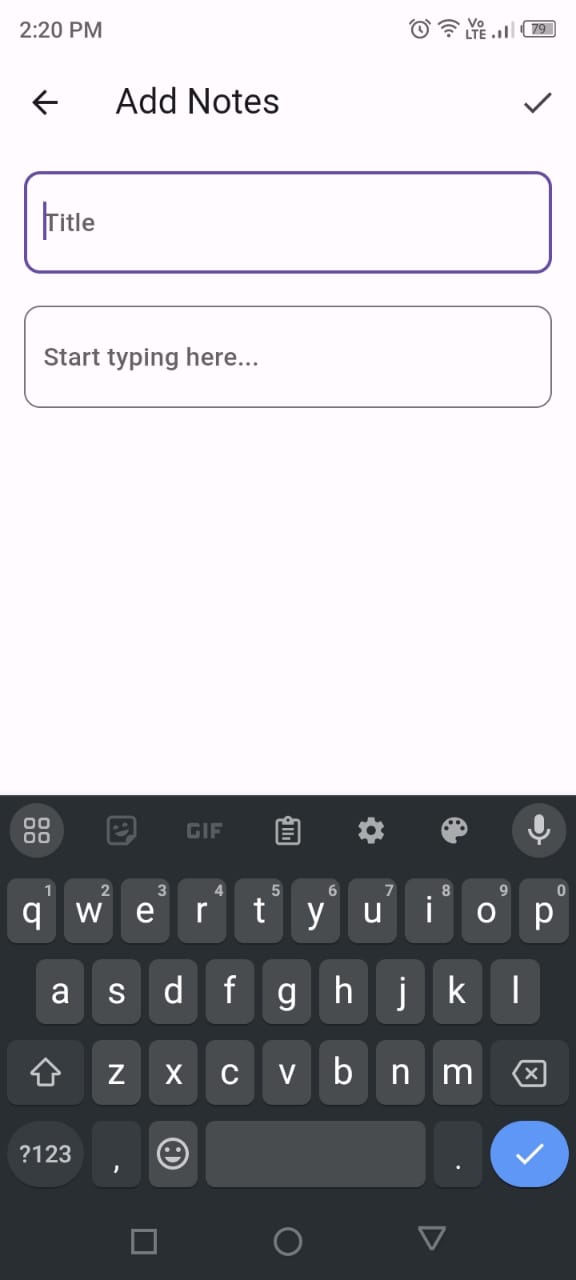 2:20 PM
Vo
LTE
79
Add Notes
Title
Start typing here...
GIF
1 2 3 4 5 6 7 8 9 0
q w e r t y u i o p
a s d f g h j k l
z x c v b n m
?123 , .